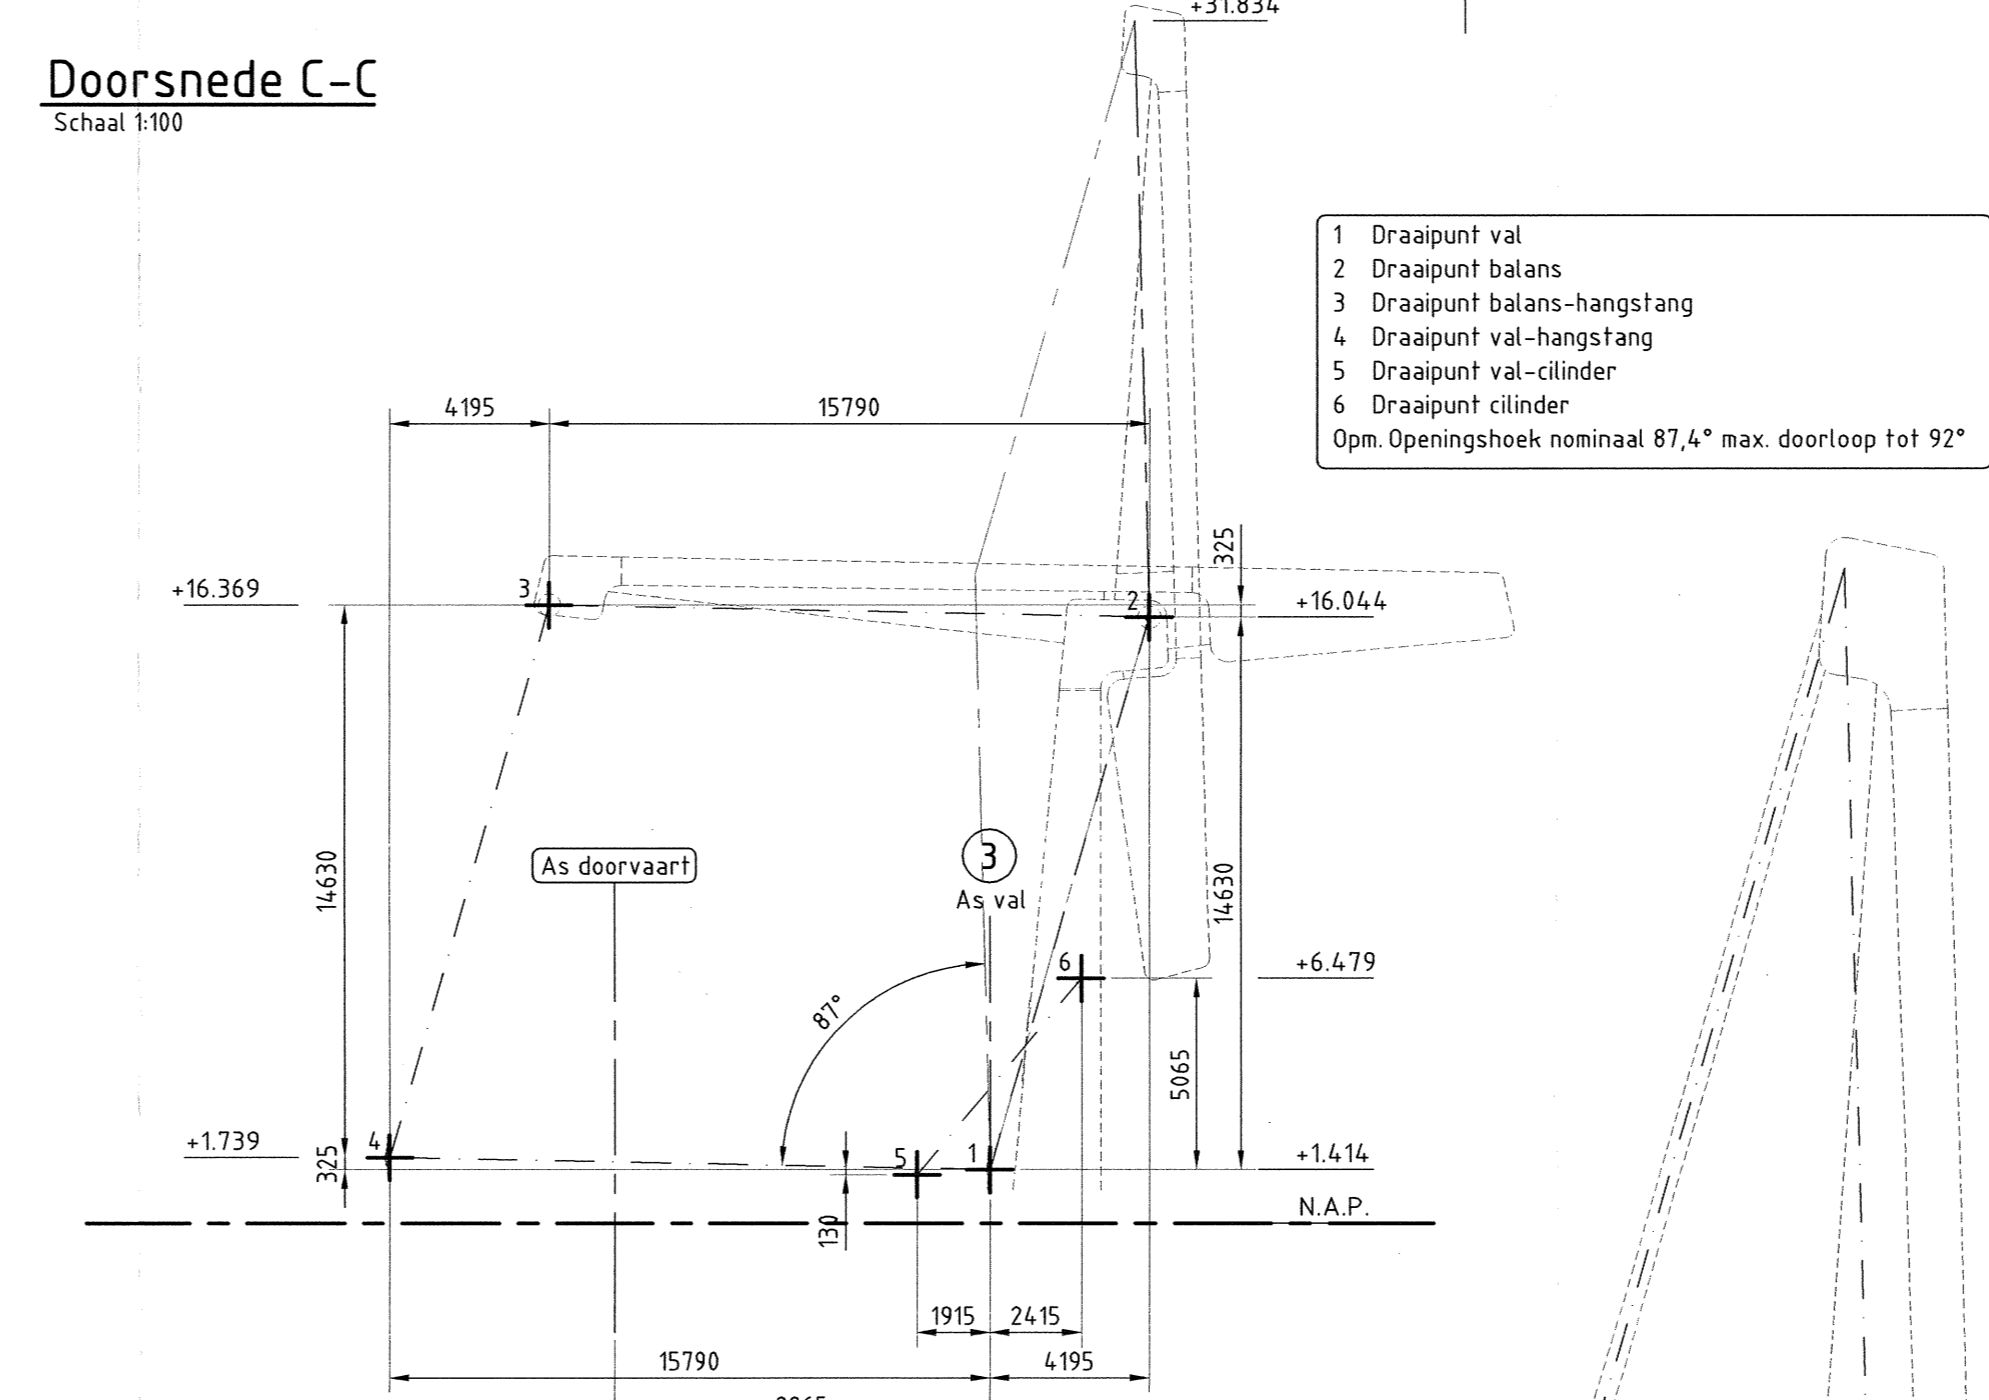 +31.834
Doorsnede C-C
Schaal 1:100
1 Draaipunt val
2 Draaipunt balans
3 Draaipunt balans-hangstang
4 Draaipunt val-hangstang
5 Draaipunt val-cilinder
6 Draaipunt cilinder
Opm. Openingshoek nominaal 87,4° max. doorloop tot 92°
4195
15790
325
+16.369
3
2
+16.044
14630
As doorvaart
3
As val
14630
6
+6.479
87°
5065
+1.739
4
325
5
1
+1.414
130
N.A.P.
1915
2415
15790
4195